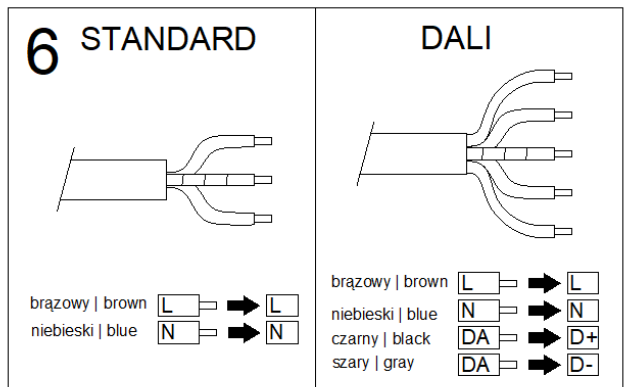 6 STANDARD
brązowy | brown L L
niebieski | blue N N
DALI
brązowy | brown L L
niebieski | blue N N
czarny | black DA D+
szary | gray DA D-